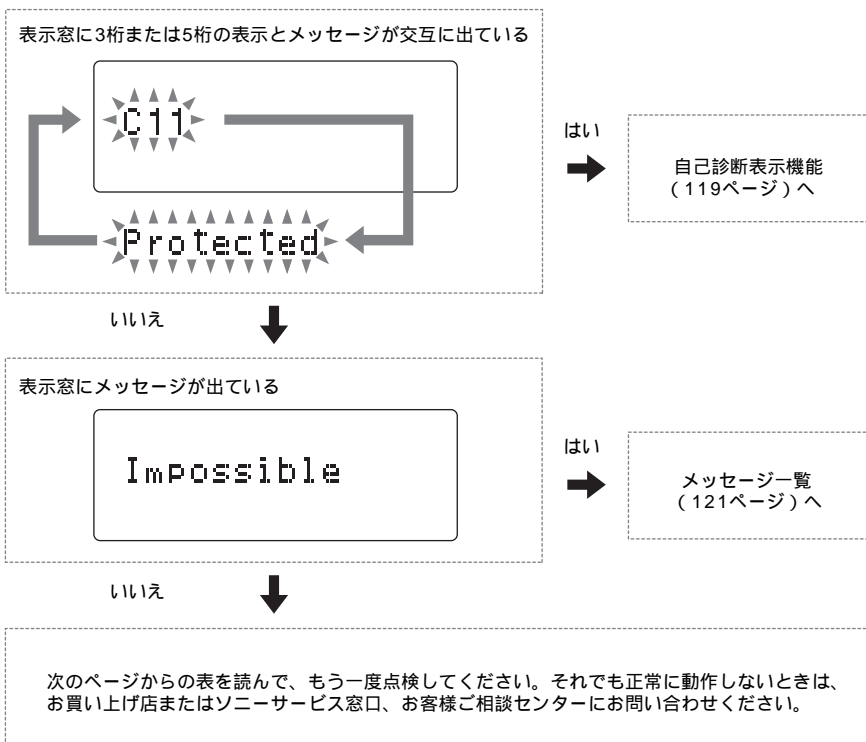 表示窓に3桁または5桁の表示とメッセージが交互に出ている
C11
Protected
はい
自己診断表示機能
(119ページ)へ
いいえ
表示窓にメッセージが出ている
Impossible
はい
メッセージ一覧
(121ページ)へ
いいえ
次のページからの表を読んで、もう一度点検してください。それでも正常に動作しないときは、
お買い上げ店またはソニーサービス窓口、お客様ご相談センターにお問い合わせください。